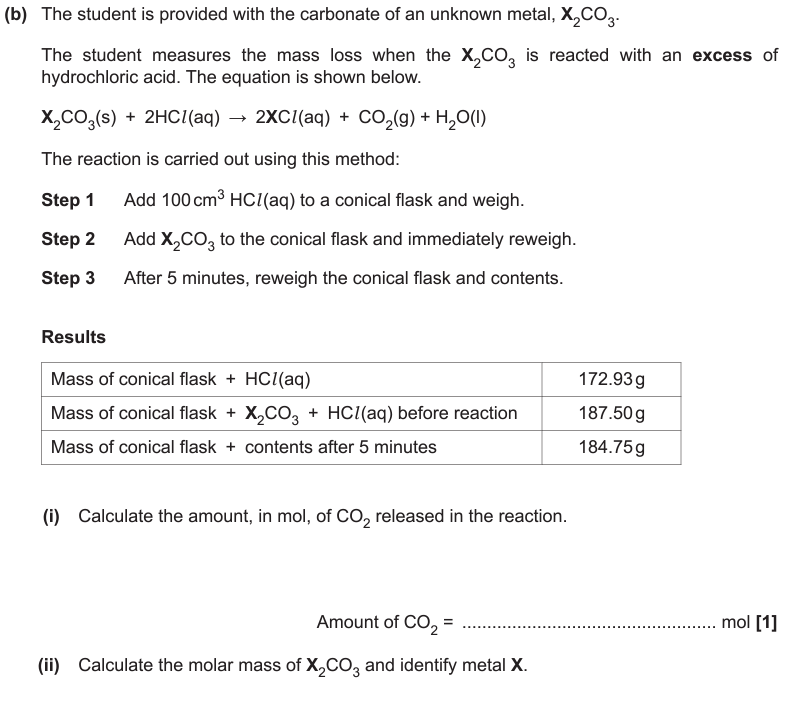 (b) The student is provided with the carbonate of an unknown metal, X₂CO₃.
The student measures the mass loss when the X₂CO₃ is reacted with an excess of
hydrochloric acid. The equation is shown below.
X₂CO₃(s) + 2HCl(aq) → 2XCl(aq) + CO₂(g) + H₂O(l)
The reaction is carried out using this method:
Step 1 Add 100 cm³ HCl(aq) to a conical flask and weigh.
Step 2 Add X₂CO₃ to the conical flask and immediately reweigh.
Step 3 After 5 minutes, reweigh the conical flask and contents.
Results
Mass of conical flask + HCl(aq) 172.93 g
Mass of conical flask + X₂CO₃ + HCl(aq) before reaction 187.50 g
Mass of conical flask + contents after 5 minutes 184.75 g
(i) Calculate the amount, in mol, of CO₂ released in the reaction.
Amount of CO₂ = ................................................... mol [1]
(ii) Calculate the molar mass of X₂CO₃ and identify metal X.